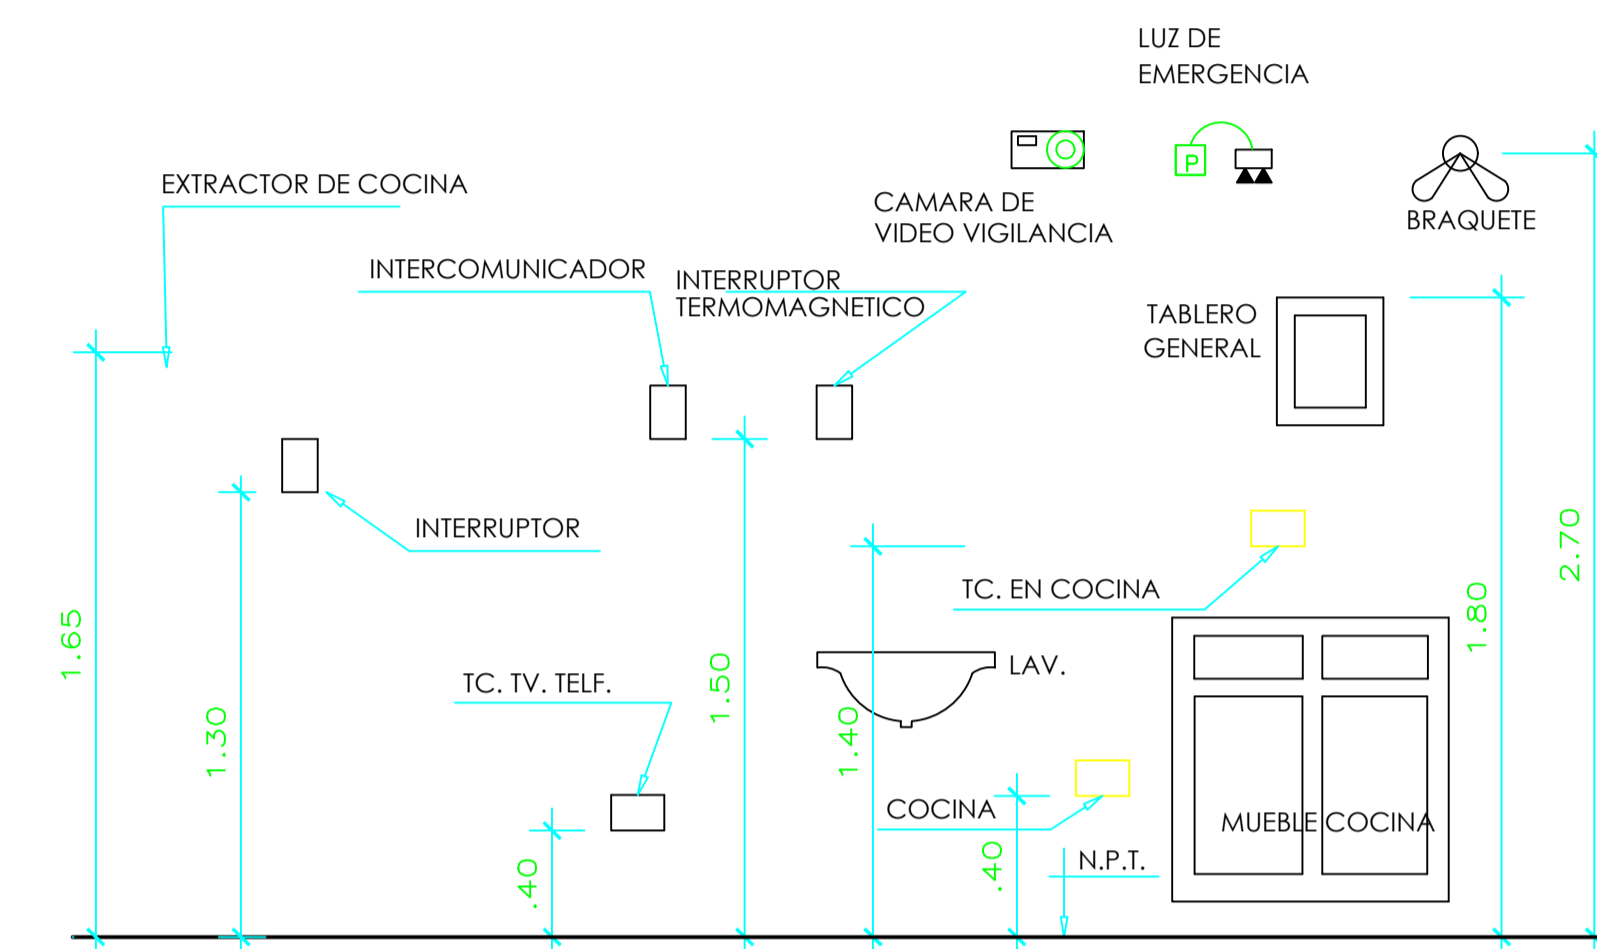 LUZ DE
EMERGENCIA
P
EXTRACTOR DE COCINA
CAMARA DE
VIDEO VIGILANCIA
BRAQUETE
INTERCOMUNICADOR
INTERRUPTOR
TERMOMAGNETICO
TABLERO
GENERAL
INTERRUPTOR
2.70
TC. EN COCINA
1.65
1.80
LAV.
TC. TV. TELF.
1.50
1.30
1.40
COCINA
MUEBLE COCINA
.40
.40
N.P.T.